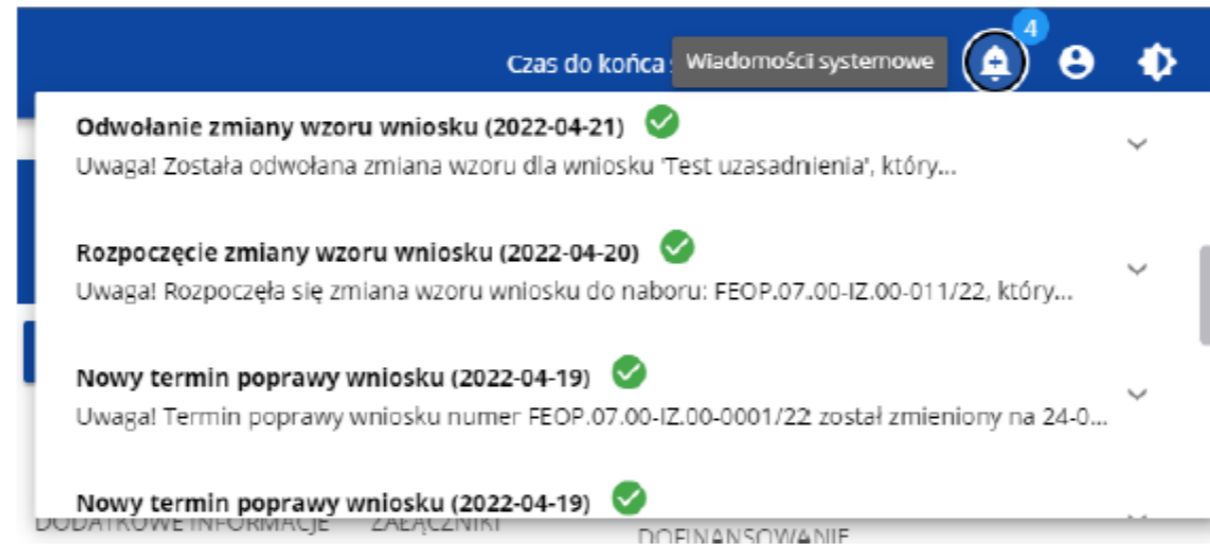 4
Czas do końca Wiadomości systemowe
Odwołanie zmiany wzoru wniosku (2022-04-21)
Uwaga! Została odwołana zmiana wzoru dla wniosku 'Test uzasadnienia', który...
Rozpoczęcie zmiany wzoru wniosku (2022-04-20)
Uwaga! Rozpoczęła się zmiana wzoru wniosku do naboru: FEOP.07.00-IZ.00-011/22, który...
Nowy termin poprawy wniosku (2022-04-19)
Uwaga! Termin poprawy wniosku numer FEOP.07.00-IZ.00-0001/22 został zmieniony na 24-0...
Nowy termin poprawy wniosku (2022-04-19)
DODATKOWE INFORMACJE ZAŁĄCZNIKI
DOFINANSOWANIE